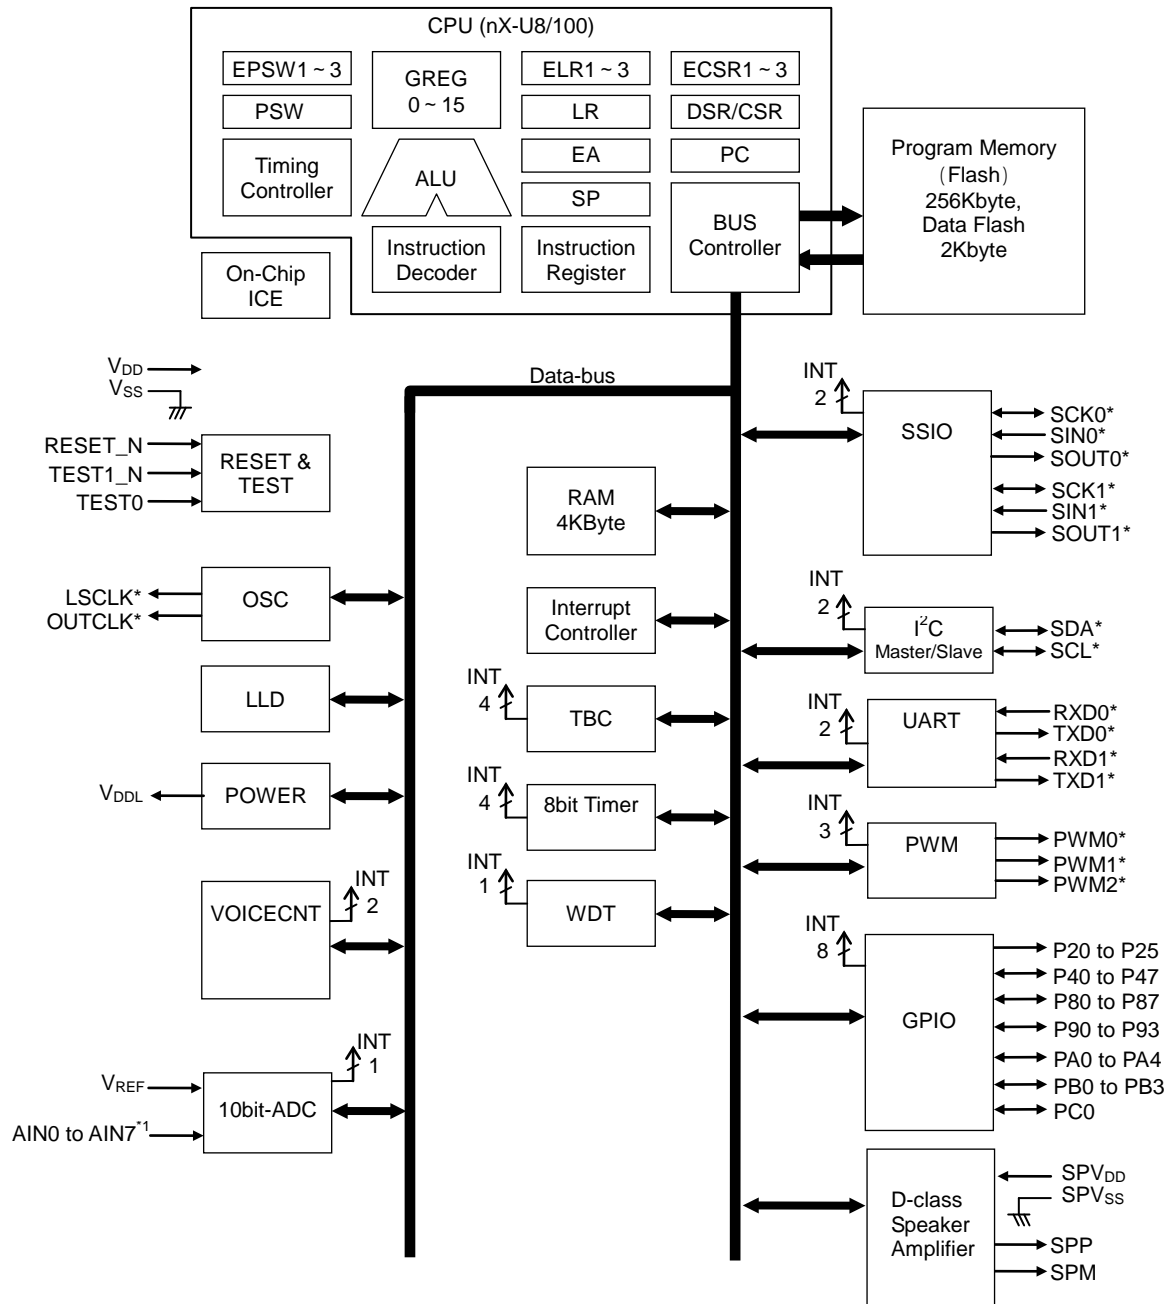 CPU (nX-U8/100)
EPSW1 ~ 3
GREG
0 ~ 15
ELR1 ~ 3
ECSR1 ~ 3
PSW
LR
DSR/CSR
Timing
Controller
ALU
EA
PC
SP
BUS
Controller
Instruction
Decoder
Instruction
Register
On-Chip
ICE
Program Memory
(Flash)
256Kbyte,
Data Flash
2Kbyte
VDD
VSS
Data-bus
RESET_N
TEST1_N
TEST0
RESET &
TEST
LSCLK*
OUTCLK*
OSC
LLD
VDDL
POWER
VOICECNT
INT
2
VREF
AIN0 to AIN7*1
10bit-ADC
INT
1
RAM
4KByte
Interrupt
Controller
INT
4
TBC
INT
4
8bit Timer
INT
1
WDT
INT
2
SSIO
SCK0*
SIN0*
SOUT0*
SCK1*
SIN1*
SOUT1*
INT
2
I²C
Master/Slave
SDA*
SCL*
INT
2
UART
RXD0*
TXD0*
RXD1*
TXD1*
INT
3
PWM
PWM0*
PWM1*
PWM2*
INT
8
GPIO
P20 to P25
P40 to P47
P80 to P87
P90 to P93
PA0 to PA4
PB0 to PB3
PC0
D-class
Speaker
Amplifier
SPVDD
SPVSS
SPP
SPM